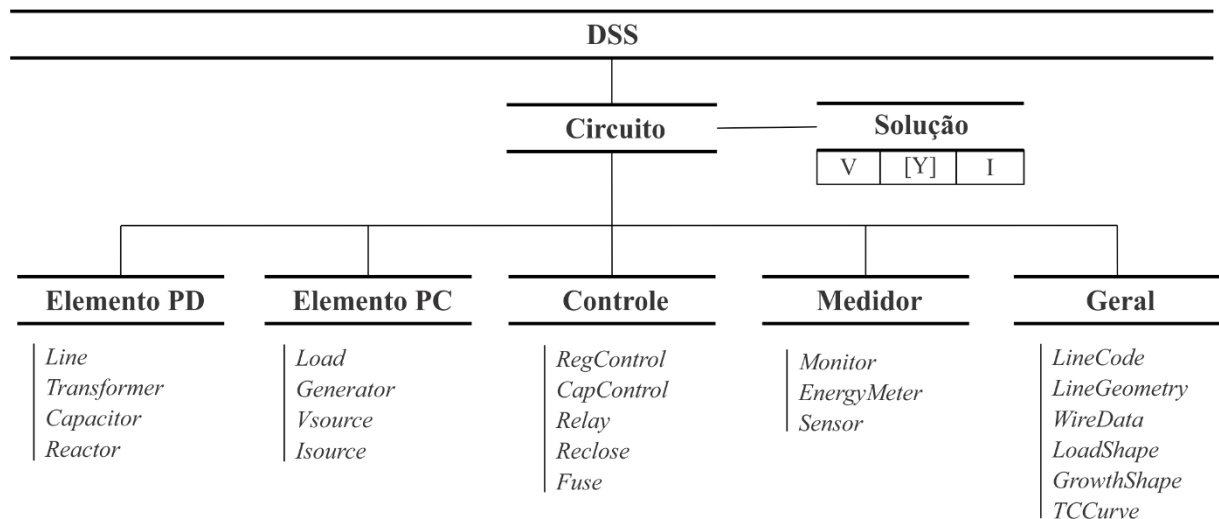 DSS
Circuito
Solução
V [Y] I
Elemento PD
Line
Transformer
Capacitor
Reactor
Elemento PC
Load
Generator
Vsource
Isource
Controle
RegControl
CapControl
Relay
Reclose
Fuse
Medidor
Monitor
EnergyMeter
Sensor
Geral
LineCode
LineGeometry
WireData
LoadShape
GrowthShape
TCCurve